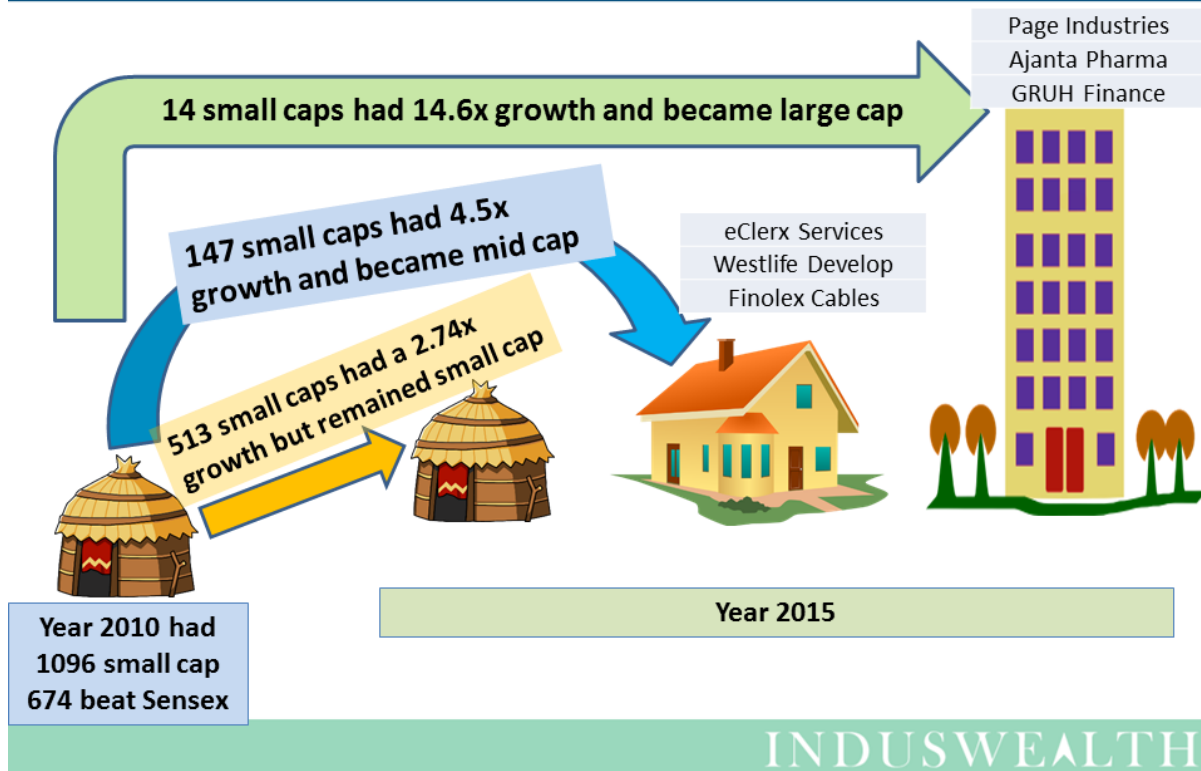 Page Industries
Ajanta Pharma
GRUH Finance
14 small caps had 14.6x growth and became large cap
147 small caps had 4.5x
growth and became mid cap
eClerx Services
Westlife Develop
Finolex Cables
513 small caps had a 2.74x
growth but remained small cap
Year 2010 had
1096 small cap
674 beat Sensex
Year 2015
INDUSWEALTH